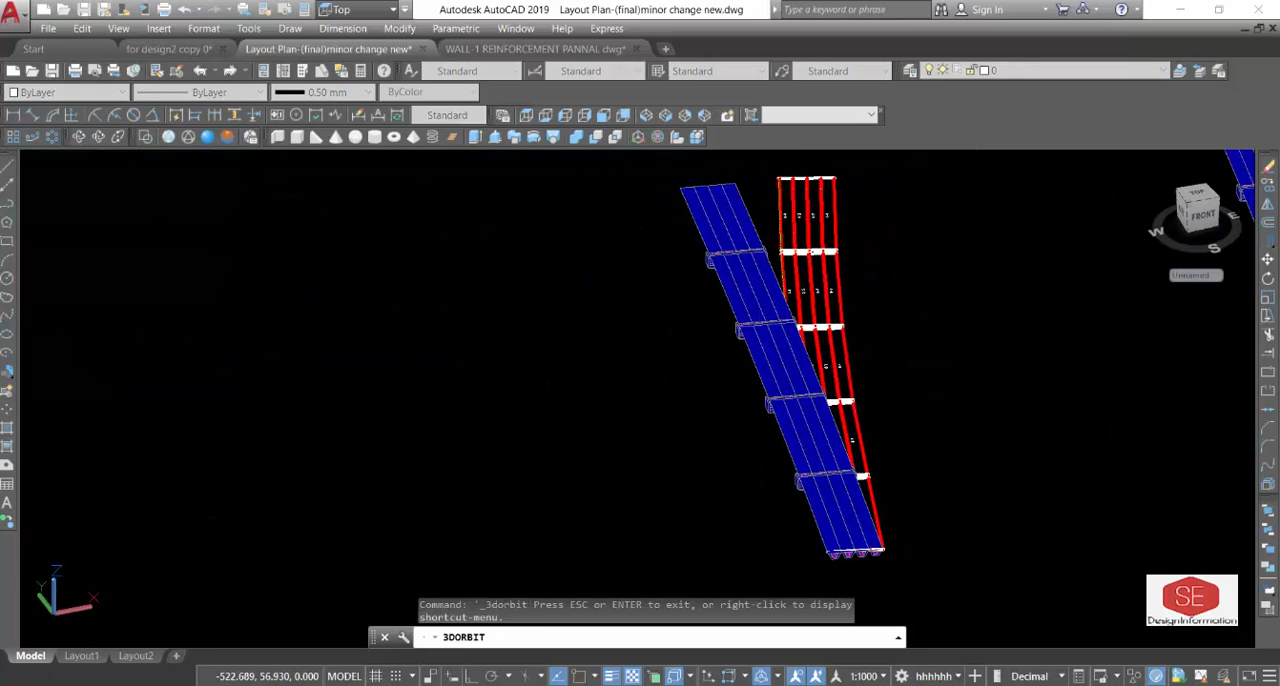 Top
Autodesk AutoCAD 2019 Layout Plan-(final)minor change new.dwg
Type a keyword or phrase
Sign In
File Edit View Insert Format Tools Draw Dimension Modify Parametric Window Help Express
Start
for design2 copy 0*
Layout Plan-(final)minor change new*
WALL-1 REINFORCEMENT PANNAL dwg*
Standard
Standard
Standard
Standard
0
ByLayer
ByLayer
0.50 mm
ByColor
Standard
TOP
FRONT
W
E
S
Unnamed
Z
Y
X
Command: '_3dorbit Press ESC or ENTER to exit, or right-click to display
shortcut-menu.
3DORBIT
SE
DesignInformation
Model Layout1 Layout2
-522.689, 56.930, 0.000 MODEL
1:1000
hhhhhh
Decimal